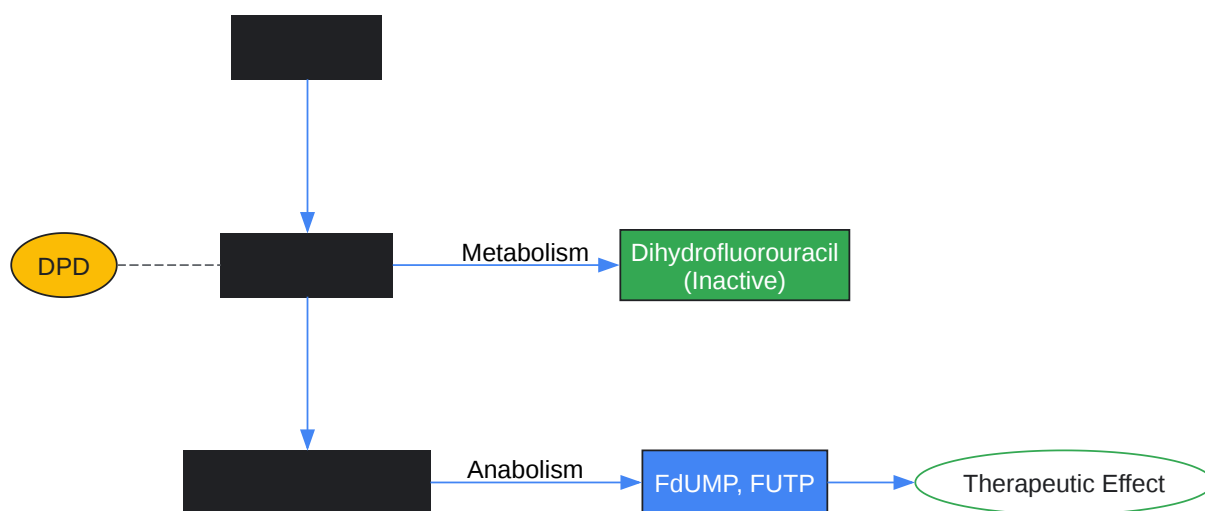 DPD
Metabolism
Dihydrofluorouracil
(Inactive)
Anabolism
FdUMP, FUTP
Therapeutic Effect